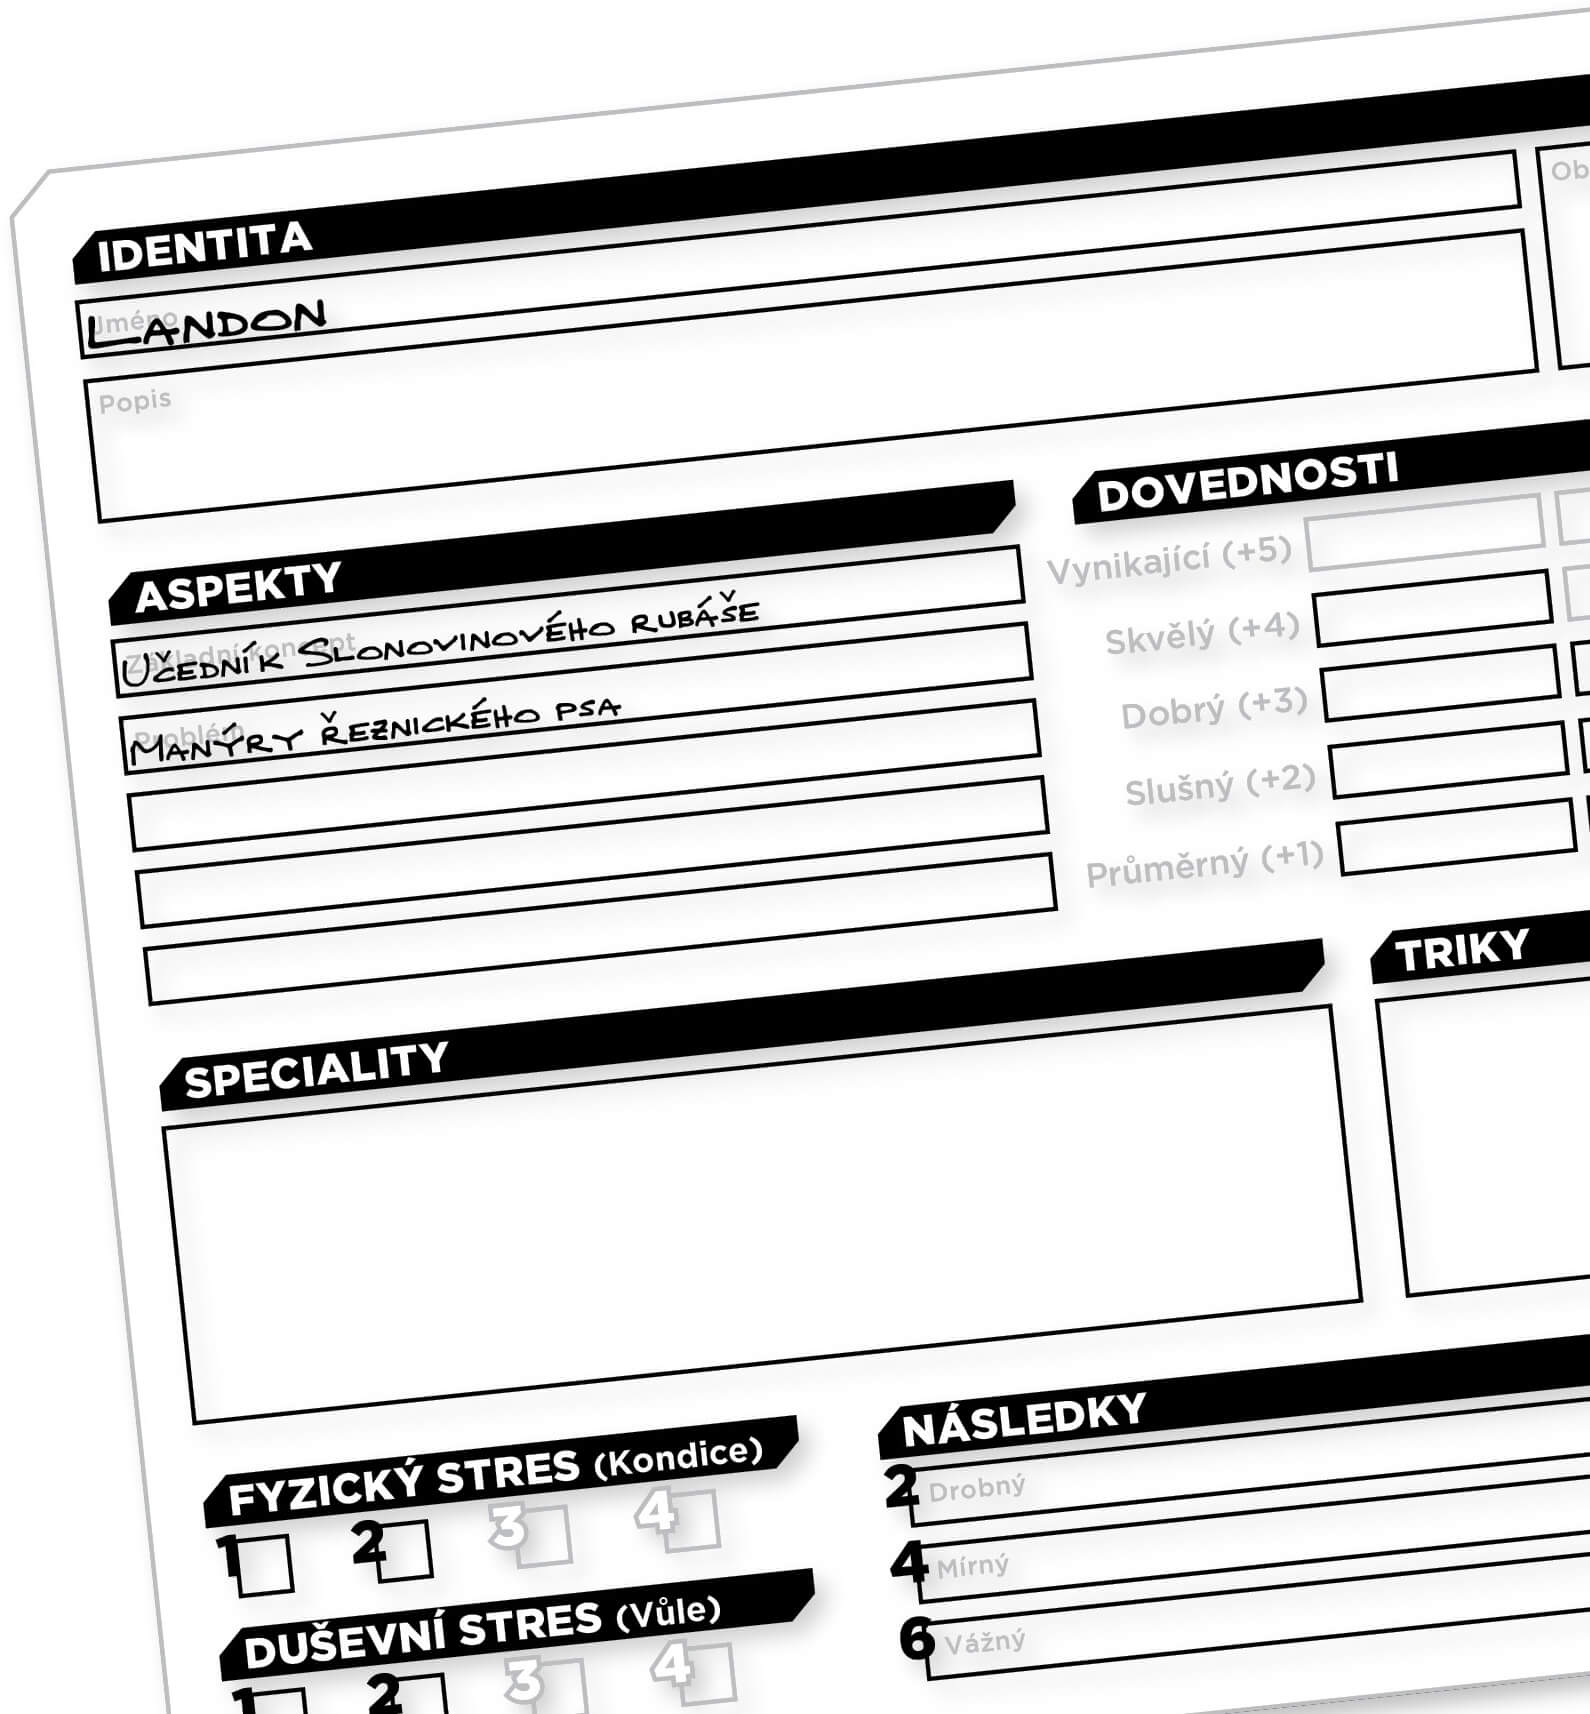 IDENTITA
Jméno
LANDON
Popis
Ob
ASPEKTY
Základní koncept
UČEDNÍK SLONOVINOVÉHO RUBÁŠE
Problém
MANÝRY ŘEZNICKÉHO PSA
DOVEDNOSTI
Vynikající (+5)
Skvělý (+4)
Dobrý (+3)
Slušný (+2)
Průměrný (+1)
SPECIALITY
TRIKY
FYZICKÝ STRES (Kondice)
1 2 3 4
DUŠEVNÍ STRES (Vůle)
1 2 3 4
NÁSLEDKY
2 Drobný
4 Mírný
6 Vážný